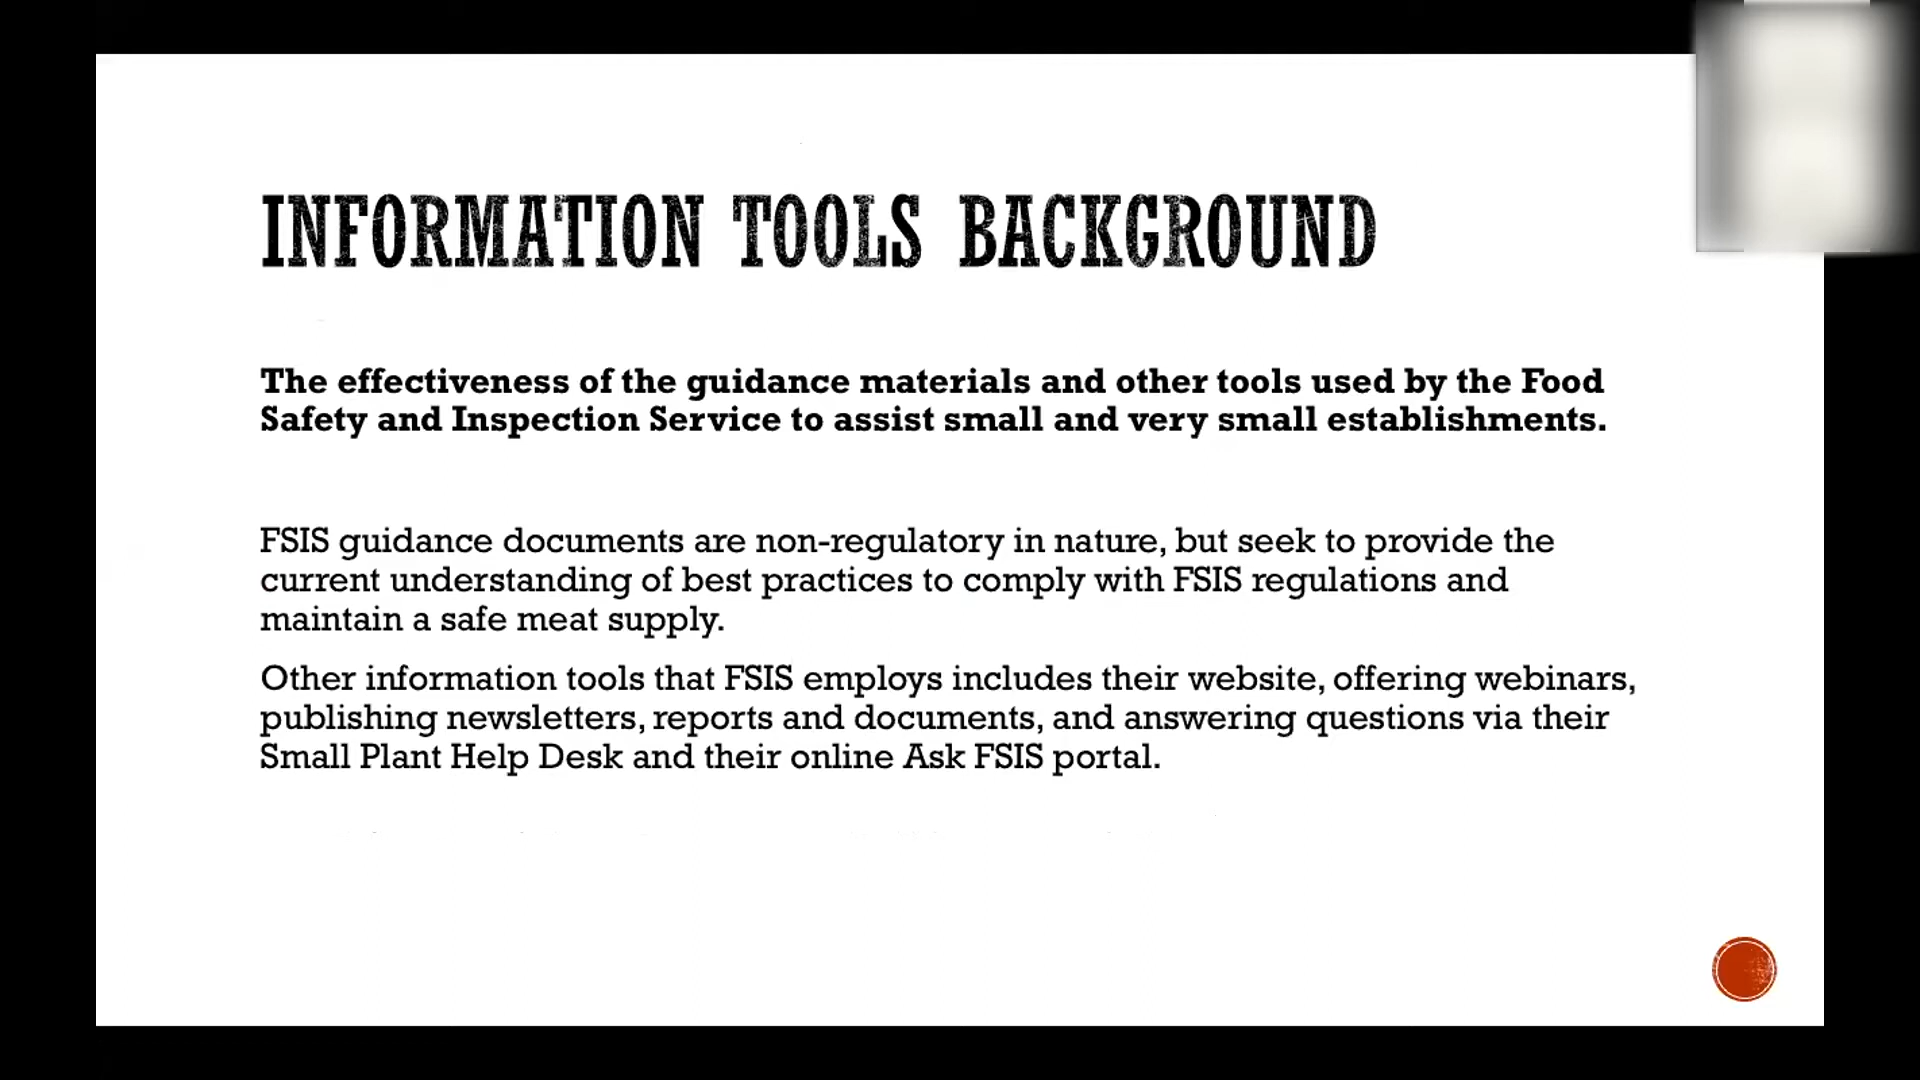 INFORMATION TOOLS BACKGROUND
The effectiveness of the guidance materials and other tools used by the Food
Safety and Inspection Service to assist small and very small establishments.
FSIS guidance documents are non-regulatory in nature, but seek to provide the
current understanding of best practices to comply with FSIS regulations and
maintain a safe meat supply.
Other information tools that FSIS employs includes their website, offering webinars,
publishing newsletters, reports and documents, and answering questions via their
Small Plant Help Desk and their online Ask FSIS portal.